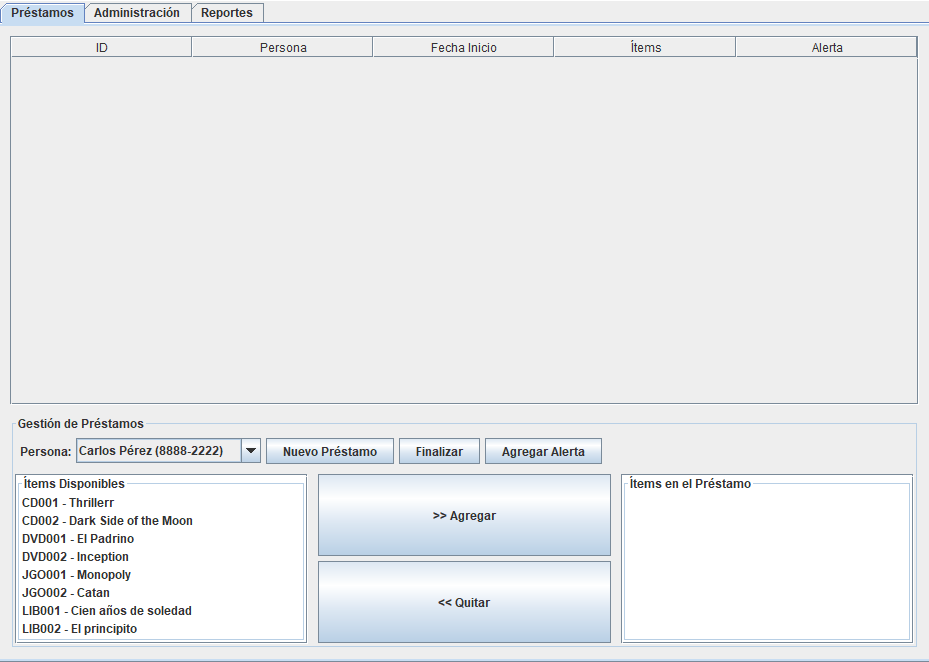 Préstamos Administración Reportes
ID Persona Fecha Inicio Ítems Alerta
Gestión de Préstamos
Persona: Carlos Pérez (8888-2222) Nuevo Préstamo Finalizar Agregar Alerta
Ítems Disponibles
CD001 - Thrillerr
CD002 - Dark Side of the Moon
DVD001 - El Padrino
DVD002 - Inception
JGO001 - Monopoly
JGO002 - Catan
LIB001 - Cien años de soledad
LIB002 - El principito
>> Agregar
<< Quitar
Ítems en el Préstamo